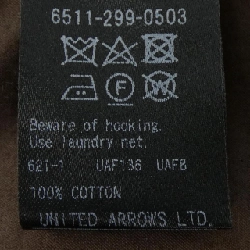 6511-299-0503
F W
Beware of hooking.
Use laundry net.
621-1 UAF136 UAFB
100% COTTON
UNITED ARROWS LTD.